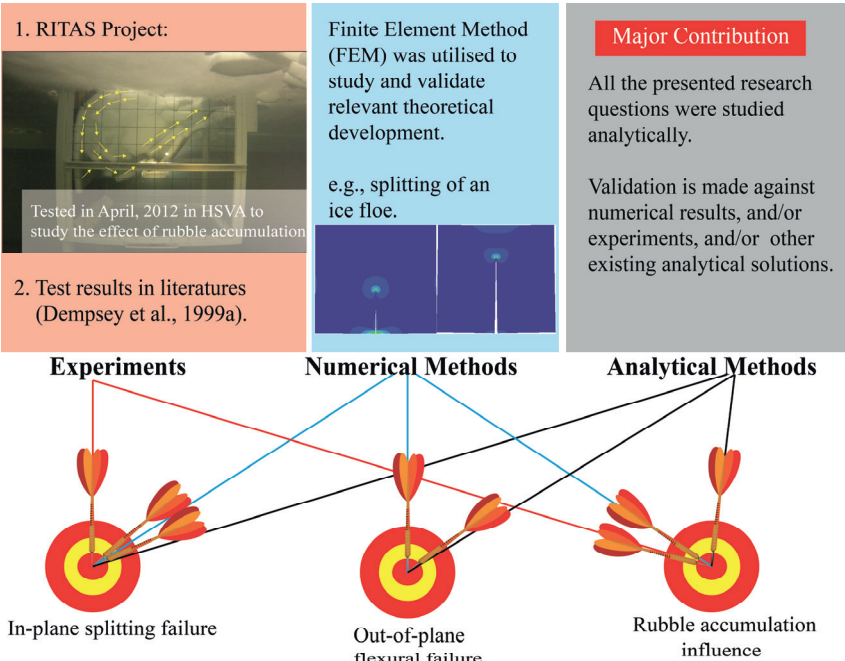 1. RITAS Project:
Tested in April, 2012 in HSVA to
study the effect of rubble accumulation
2. Test results in literatures
(Dempsey et al., 1999a).
Finite Element Method
(FEM) was utilised to
study and validate
relevant theoretical
development.
e.g., splitting of an
ice floe.
Major Contribution
All the presented research
questions were studied
analytically.
Validation is made against
numerical results, and/or
experiments, and/or other
existing analytical solutions.
Experiments
Numerical Methods
Analytical Methods
In-plane splitting failure
Out-of-plane
flexural failure
Rubble accumulation
influence